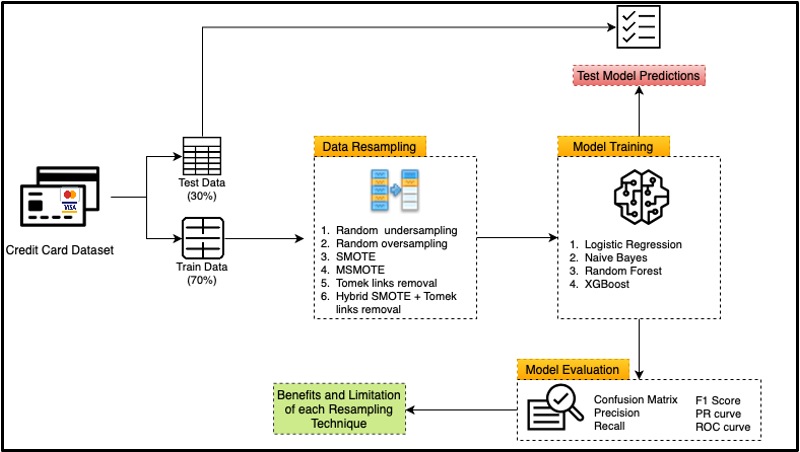 Test Model Predictions
Data Resampling
Model Training
VISA
Test Data
(30%)
Credit Card Dataset
Train Data
(70%)
1. Random undersampling
2. Random oversampling
3. SMOTE
4. MSMOTE
5. Tomek links removal
6. Hybrid SMOTE + Tomek
links removal
1. Logistic Regression
2. Naive Bayes
3. Random Forest
4. XGBoost
Model Evaluation
Confusion Matrix
Precision
Recall
F1 Score
PR curve
ROC curve
Benefits and Limitation
of each Resampling
Technique